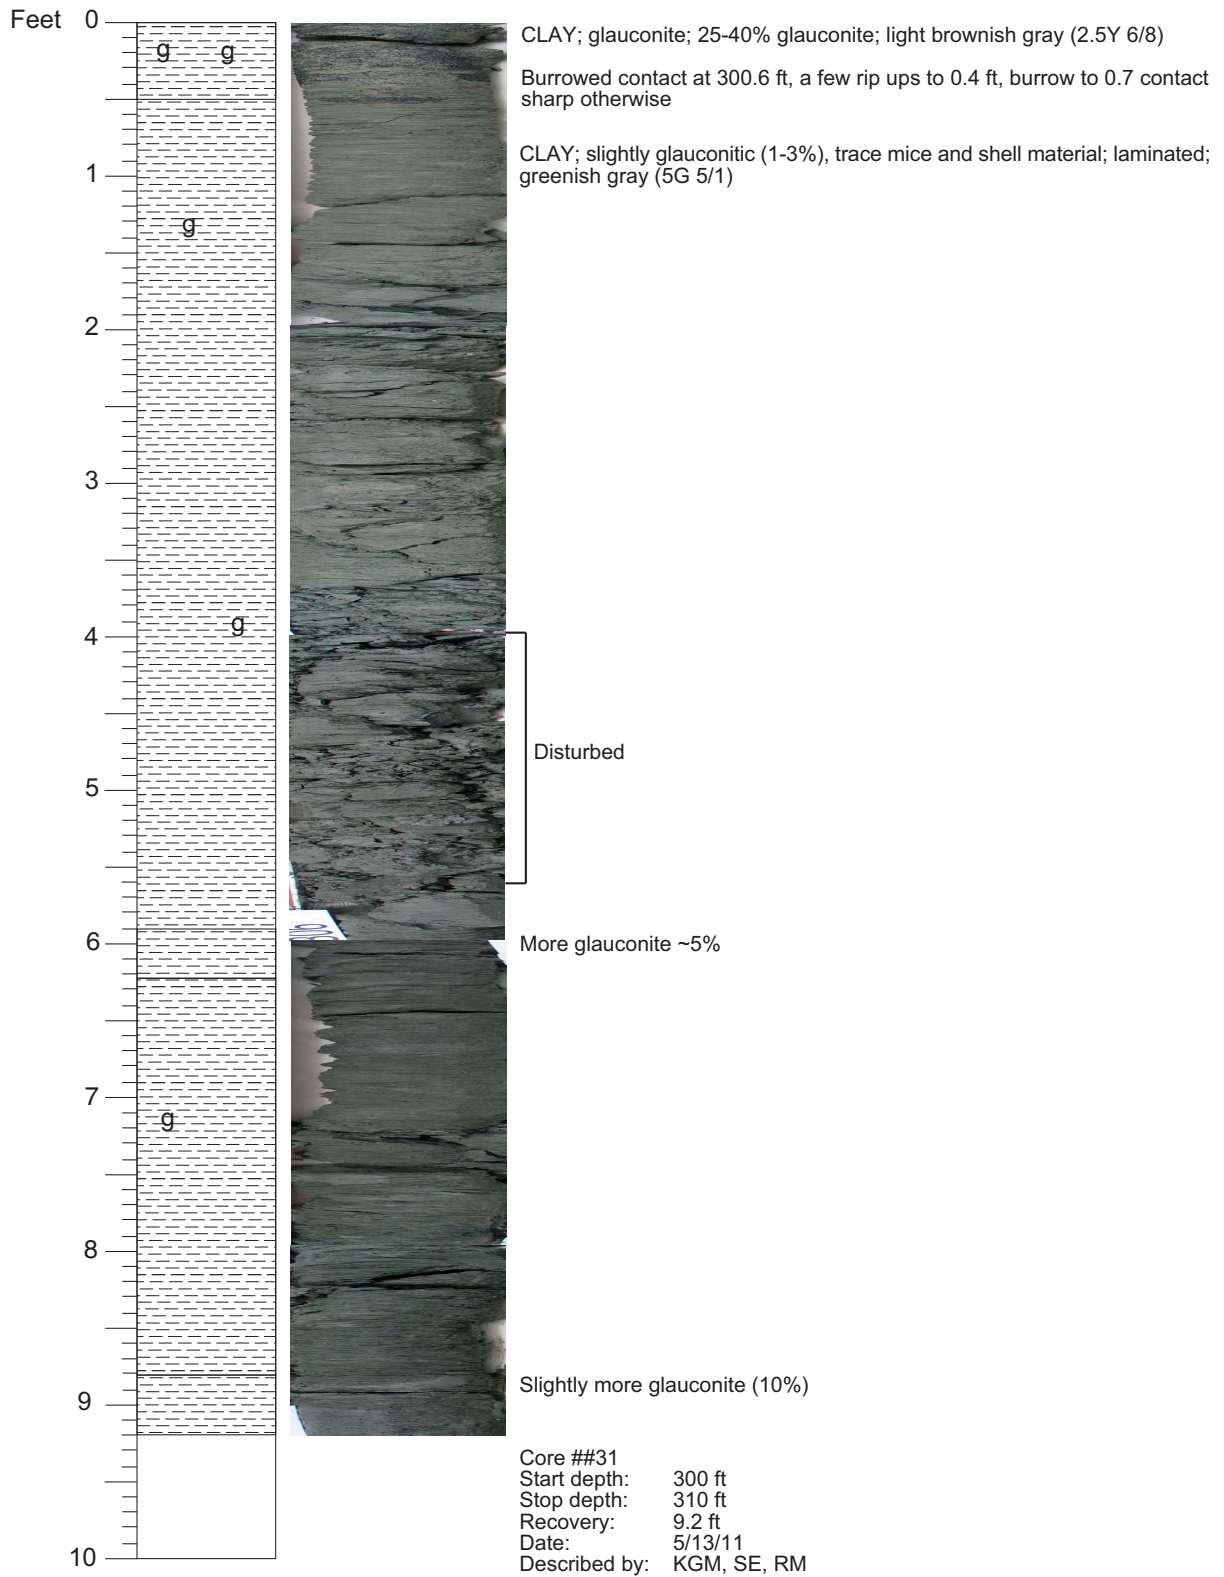 Feet 0
g g
CLAY; glauconite; 25-40% glauconite; light brownish gray (2.5Y 6/8)
Burrowed contact at 300.6 ft, a few rip ups to 0.4 ft, burrow to 0.7 contact
sharp otherwise
CLAY; slightly glauconitic (1-3%), trace mice and shell material; laminated;
greenish gray (5G 5/1)
1
g
2
3
g
4
Disturbed
5
6
More glauconite ~5%
7
g
8
Slightly more glauconite (10%)
9
Core ##31
Start depth: 300 ft
Stop depth: 310 ft
Recovery: 9.2 ft
Date: 5/13/11
Described by: KGM, SE, RM
10